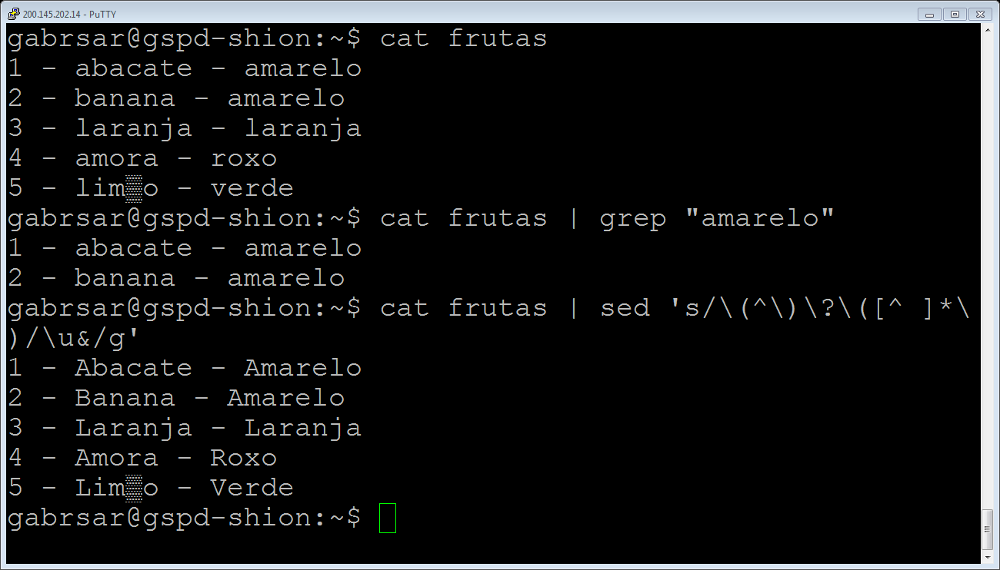 200.145.202.14 - PuTTY
gabrsar@gspd-shion:~$ cat frutas
1 - abacate - amarelo
2 - banana - amarelo
3 - laranja - laranja
4 - amora - roxo
5 - lim▒o - verde
gabrsar@gspd-shion:~$ cat frutas | grep "amarelo"
1 - abacate - amarelo
2 - banana - amarelo
gabrsar@gspd-shion:~$ cat frutas | sed 's/\(^\)\?\([^ ]*\
)/\u&/g'
1 - Abacate - Amarelo
2 - Banana - Amarelo
3 - Laranja - Laranja
4 - Amora - Roxo
5 - Lim▒o - Verde
gabrsar@gspd-shion:~$